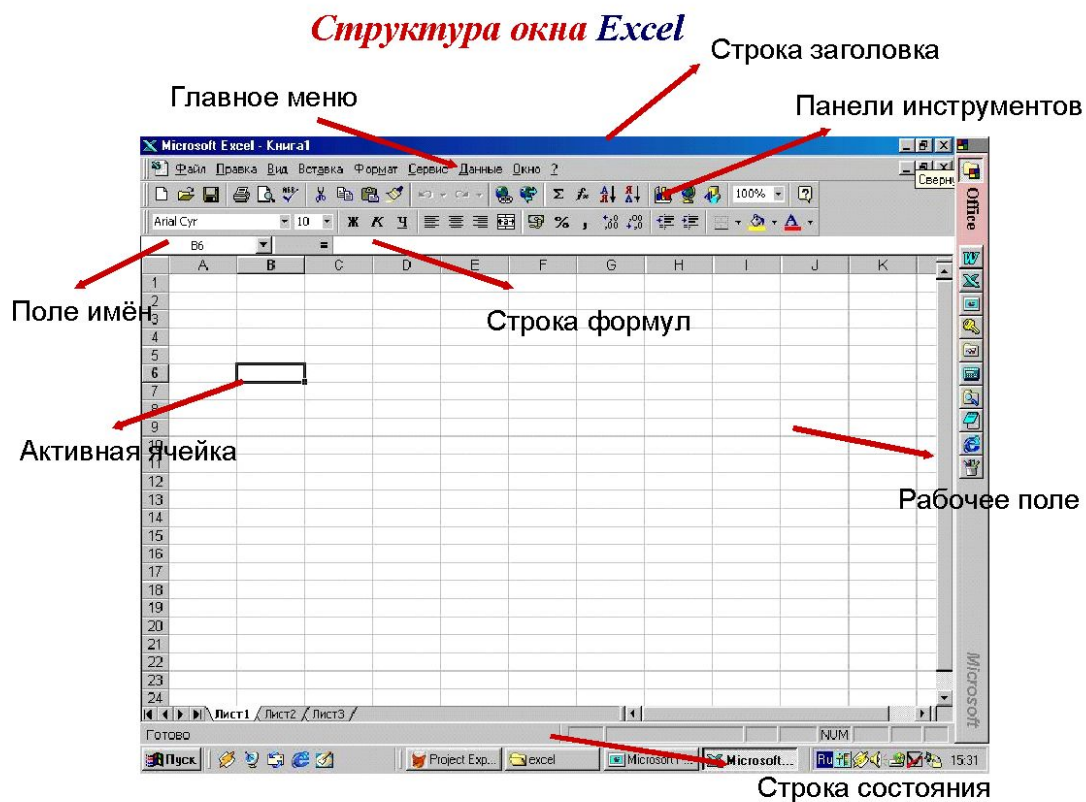 Структура окна Excel
Строка заголовка
Главное меню
Панели инструментов
Microsoft Excel - Книга1
Файл Правка Вид Вставка Формат Сервис Данные Окно ?
Сверн
100%
Office
Arial Cyr 10 Ж К Ч
B6 =
A B C D E F G H I J K
1
2
Поле имён
3
Строка формул
4
5
6
7
8
9
Активная ячейка
10
11
12
13
Рабочее поле
14
15
16
17
18
19
20
21
22
23
24
Microsoft
Лист1 Лист2 Лист3
Готово NUM
Пуск Project Exp... excel Microsoft... Ru 15:31
Строка состояния